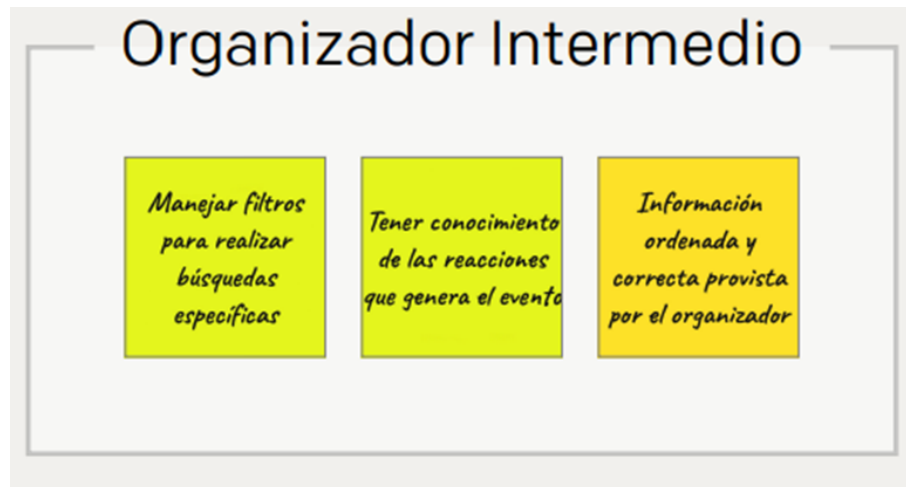 Organizador Intermedio
Manejar filtros
para realizar
búsquedas
específicas
Tener conocimiento
de las reacciones
que genera el evento
Información
ordenada y
correcta provista
por el organizador